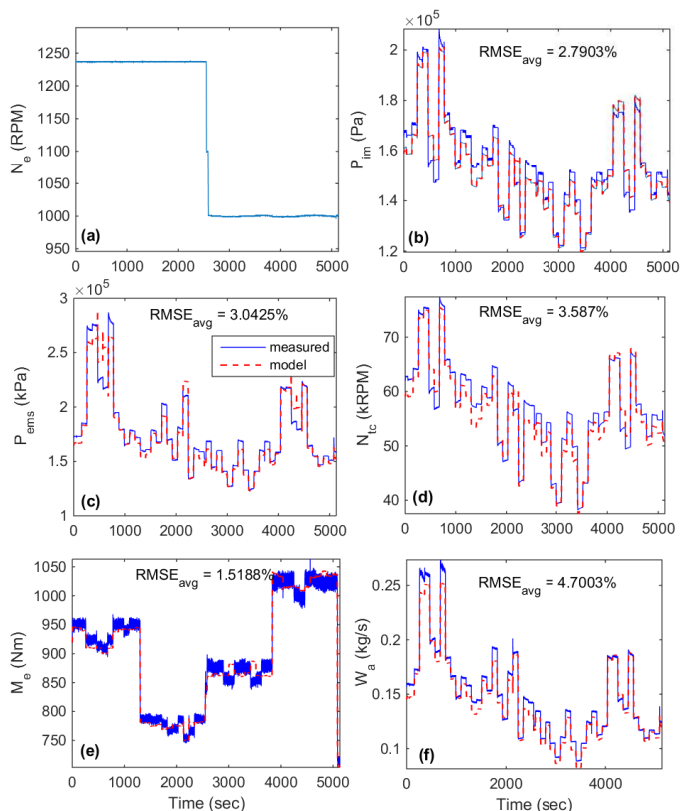 1250
1200
1150
1100
1050
1000
950
N_e (RPM)
(a)
0 1000 2000 3000 4000 5000
×10^5
2
1.8
1.6
1.4
1.2
P_im (Pa)
RMSE_avg = 2.7903%
(b)
0 1000 2000 3000 4000 5000
×10^5
3
2.5
2
1.5
1
P_ems (kPa)
RMSE_avg = 3.0425%
measured
model
(c)
0 1000 2000 3000 4000 5000
70
60
50
40
N_tc (kRPM)
RMSE_avg = 3.587%
(d)
0 1000 2000 3000 4000 5000
1050
1000
950
900
850
800
750
M_e (Nm)
RMSE_avg = 1.5188%
(e)
0 1000 2000 3000 4000 5000
Time (sec)
0.25
0.2
0.15
0.1
W_a (kg/s)
RMSE_avg = 4.7003%
(f)
0 2000 4000
Time (sec)